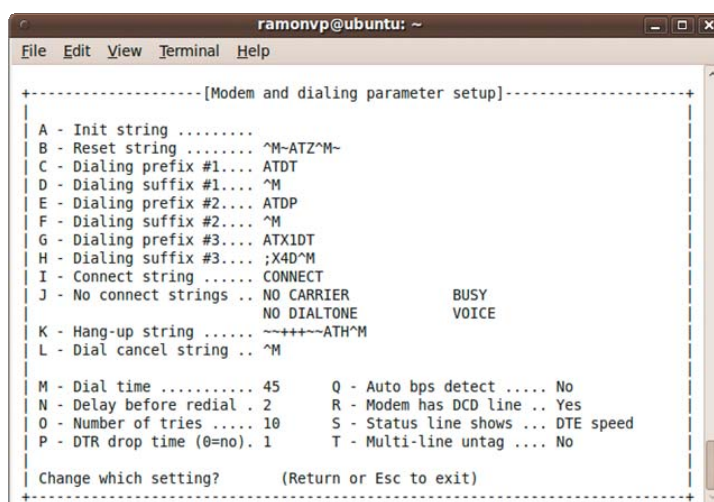 ramonvp@ubuntu: ~
File Edit View Terminal Help
+---------------------[Modem and dialing parameter setup]----------------------+
| A - Init string .........
| B - Reset string ........ ^M~ATZ^M~
| C - Dialing prefix #1.... ATDT
| D - Dialing suffix #1.... ^M
| E - Dialing prefix #2.... ATDP
| F - Dialing suffix #2.... ^M
| G - Dialing prefix #3.... ATX1DT
| H - Dialing suffix #3.... ;X4D^M
| I - Connect string ...... CONNECT
| J - No connect strings .. NO CARRIER BUSY
| NO DIALTONE VOICE
| K - Hang-up string ...... ~~+++~~ATH^M
| L - Dial cancel string .. ^M
| M - Dial time ........... 45 Q - Auto bps detect ..... No
| N - Delay before redial . 2 R - Modem has DCD line .. Yes
| O - Number of tries ..... 10 S - Status line shows ... DTE speed
| P - DTR drop time (0=no). 1 T - Multi-line untag .... No
| Change which setting? (Return or Esc to exit)